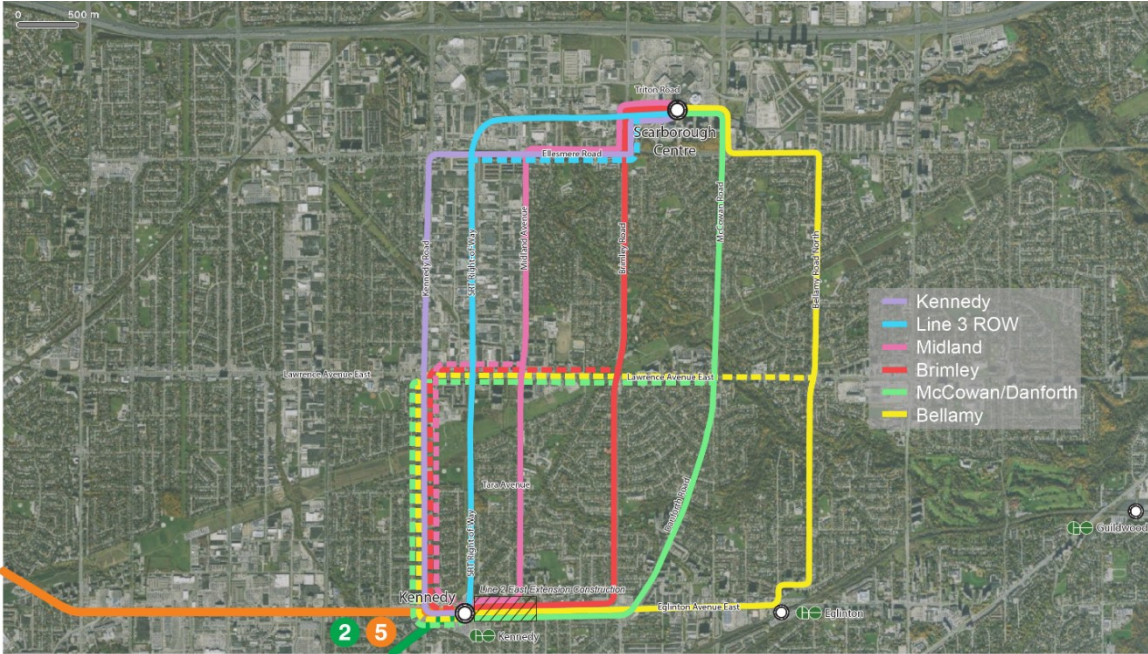 0 500 m
Triton Road
Scarborough
Centre
Ellesmere Road
Kennedy Road
SRT Right of Way
Midland Avenue
Brimley Road
McCowan Road
Bellamy Road North
Kennedy
Line 3 ROW
Midland
Brimley
McCowan/Danforth
Bellamy
Lawrence Avenue East
Lawrence Avenue East
Tara Avenue
Danforth Road
SRT Right of Way
Guildwood
Line 2 East Extension Construction
Kennedy
Eglinton Avenue East
Eglinton
2 5
Kennedy